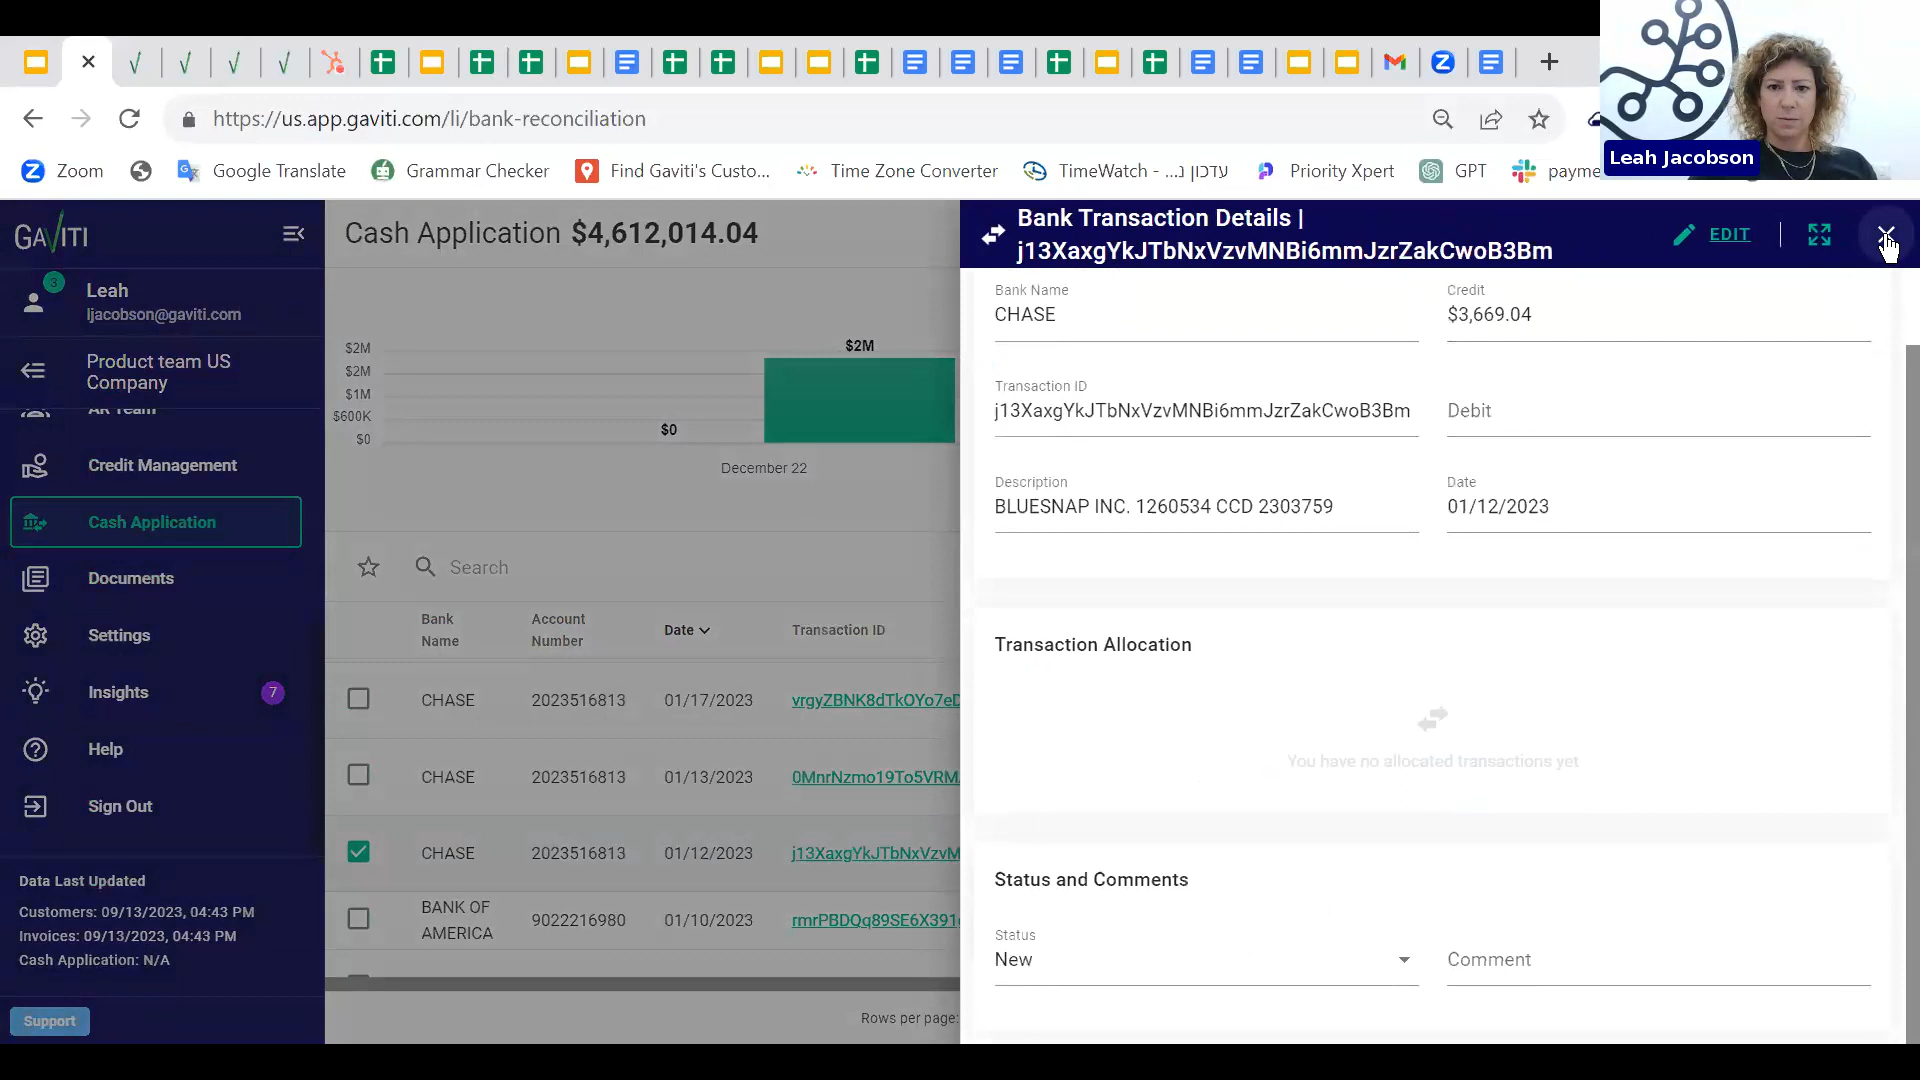 https://us.app.gaviti.com/li/bank-reconciliation
Zoom
Google Translate
Grammar Checker
Find Gaviti's Custo...
Time Zone Converter
TimeWatch - ...עדכון נ
Priority Xpert
GPT
payme
Leah Jacobson
GAVITI
3
Leah
ljacobson@gaviti.com
Product team US
Company
AR Team
Credit Management
Cash Application
Documents
Settings
Insights
7
Help
Sign Out
Data Last Updated
Customers: 09/13/2023, 04:43 PM
Invoices: 09/13/2023, 04:43 PM
Cash Application: N/A
Support
Cash Application $4,612,014.04
$2M
$2M
$1M
$600K
$0
$0
$2M
December 22
Search
Bank
Name
Account
Number
Date
Transaction ID
CHASE
2023516813
01/17/2023
vrgyZBNK8dTkOYo7eD
CHASE
2023516813
01/13/2023
0MnrNzmo19To5VRM
CHASE
2023516813
01/12/2023
j13XaxgYkJTbNxVzvM
BANK OF
AMERICA
9022216980
01/10/2023
rmrPBDQq89SE6X391
Rows per page:
Bank Transaction Details |
j13XaxgYkJTbNxVzvMNBi6mmJzrZakCwoB3Bm
EDIT
Bank Name
CHASE
Credit
$3,669.04
Transaction ID
j13XaxgYkJTbNxVzvMNBi6mmJzrZakCwoB3Bm
Debit
Description
BLUESNAP INC. 1260534 CCD 2303759
Date
01/12/2023
Transaction Allocation
You have no allocated transactions yet
Status and Comments
Status
New
Comment